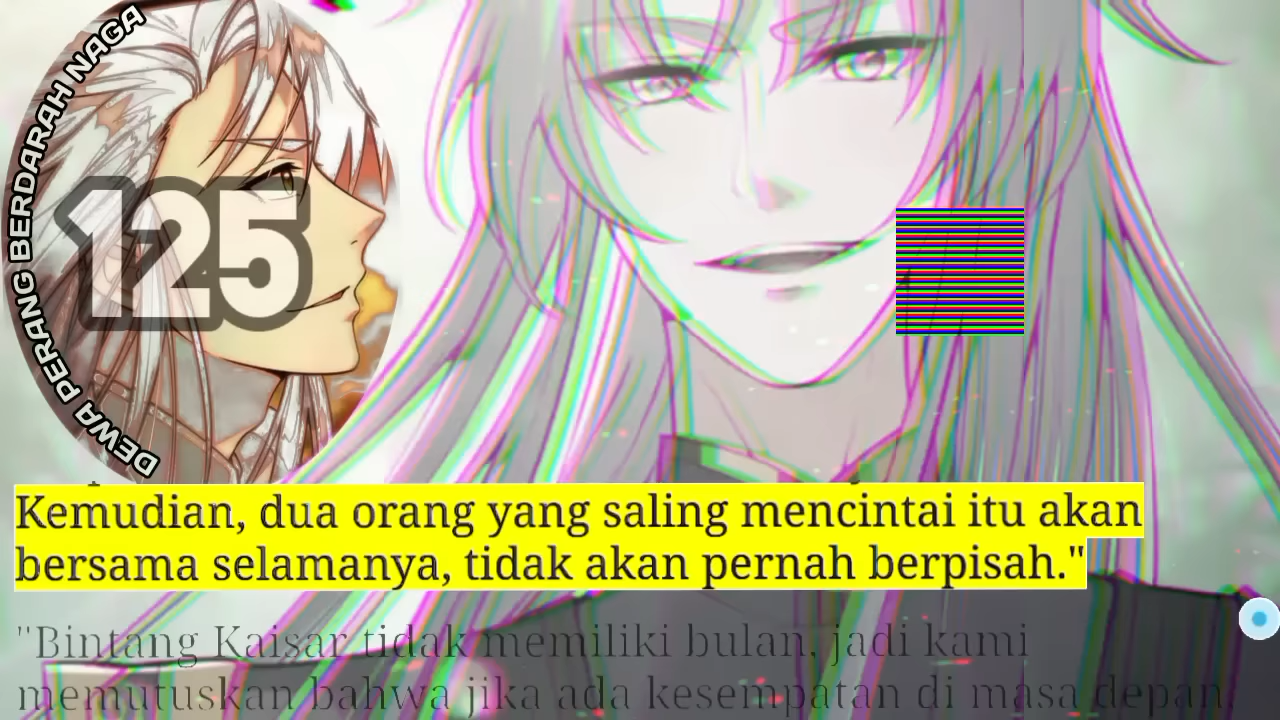 DEWA PERANG BERDARAH NAGA
125
Kemudian, dua orang yang saling mencintai itu akan
bersama selamanya, tidak akan pernah berpisah."
"Bintang Kaisar tidak memiliki bulan, jadi kami
memutuskan bahwa jika ada kesempatan di masa depan,